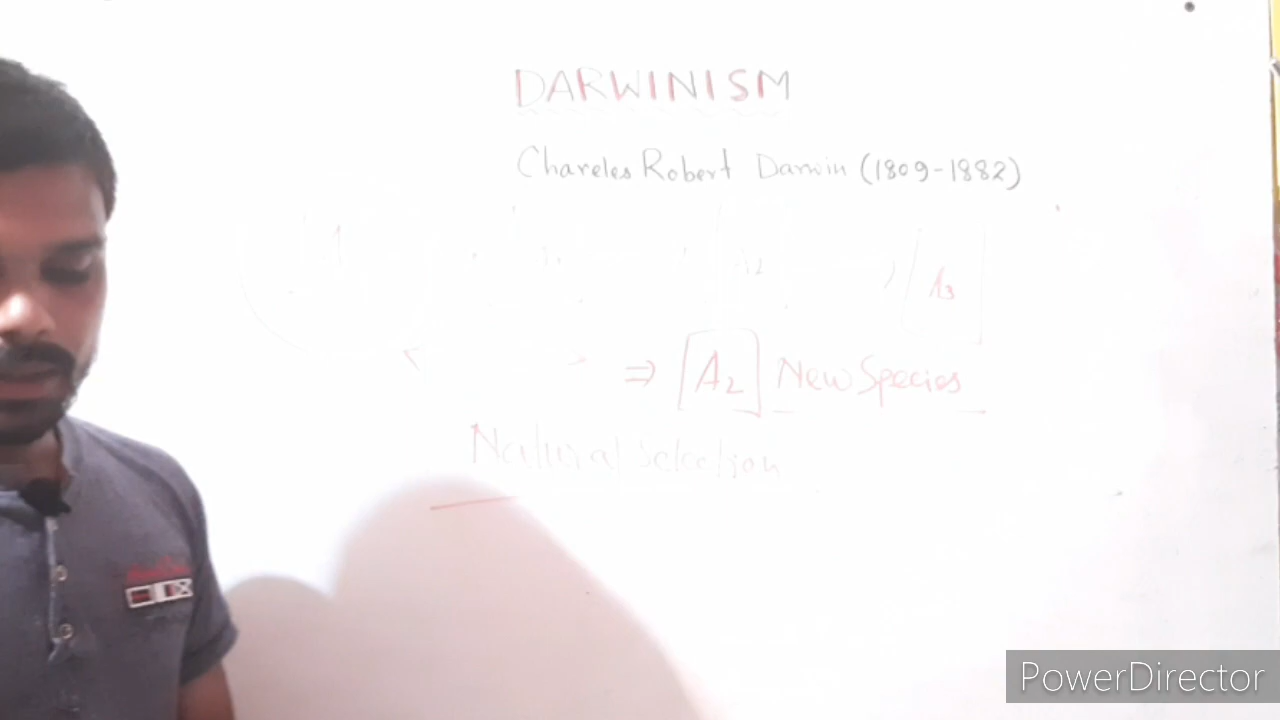 DARWINISM
Chareles Robert Darwin (1809-1882)
A2
A3
⇒ A2 New Species
Natural Selection
PowerDirector